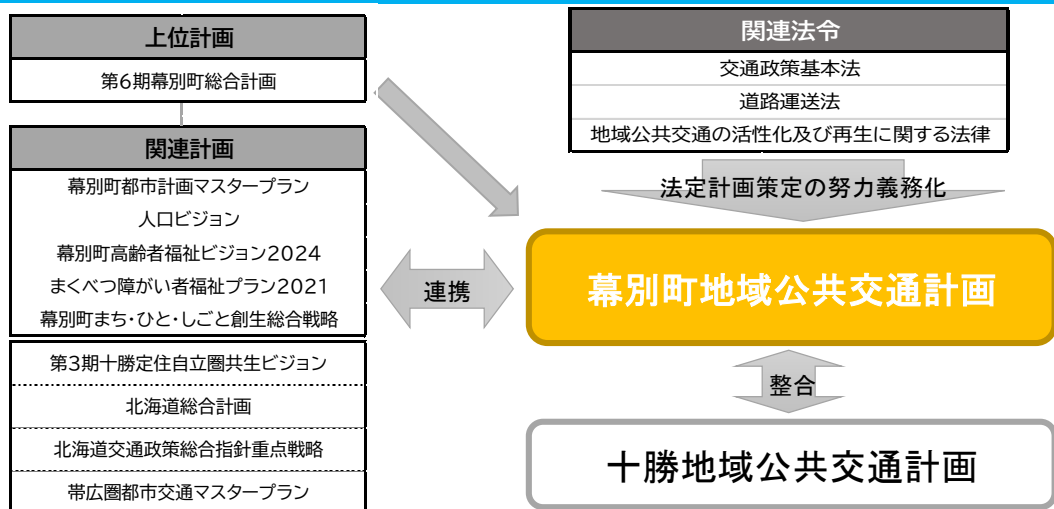 上位計画
第6期幕別町総合計画
関連計画
幕別町都市計画マスタープラン
人口ビジョン
幕別町高齢者福祉ビジョン2024
まくべつ障がい者福祉プラン2021
幕別町まち・ひと・しごと創生総合戦略
第3期十勝定住自立圏共生ビジョン
北海道総合計画
北海道交通政策総合指針重点戦略
帯広圏都市交通マスタープラン
関連法令
交通政策基本法
道路運送法
地域公共交通の活性化及び再生に関する法律
法定計画策定の努力義務化
連携
幕別町地域公共交通計画
整合
十勝地域公共交通計画